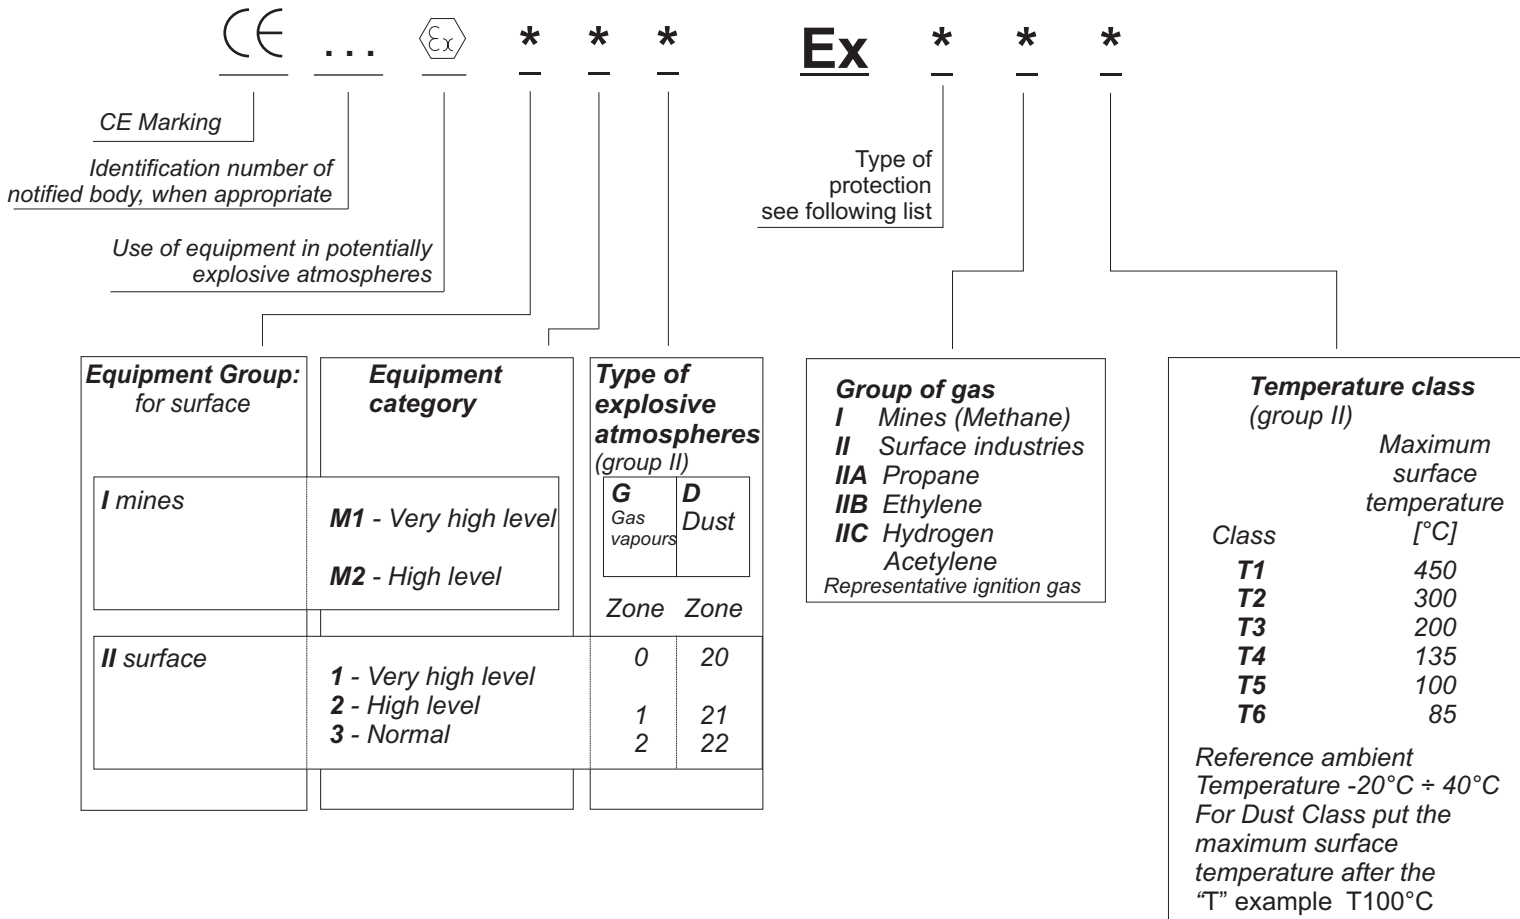 CE ... Ex * * * Ex * * *
CE Marking
Identification number of
notified body, when appropriate
Use of equipment in potentially
explosive atmospheres
Type of
protection
see following list
Equipment Group:
for surface
I mines
II surface
Equipment
category
M1 - Very high level
M2 - High level
1 - Very high level
2 - High level
3 - Normal
Type of
explosive
atmospheres
(group II)
G D
Gas Dust
vapours
Zone Zone
0 20
1 21
2 22
Group of gas
I Mines (Methane)
II Surface industries
IIA Propane
IIB Ethylene
IIC Hydrogen
Acetylene
Representative ignition gas
Temperature class
(group II)
Maximum
surface
temperature
Class [°C]
T1 450
T2 300
T3 200
T4 135
T5 100
T6 85
Reference ambient
Temperature -20°C ÷ 40°C
For Dust Class put the
maximum surface
temperature after the
“T” example T100°C